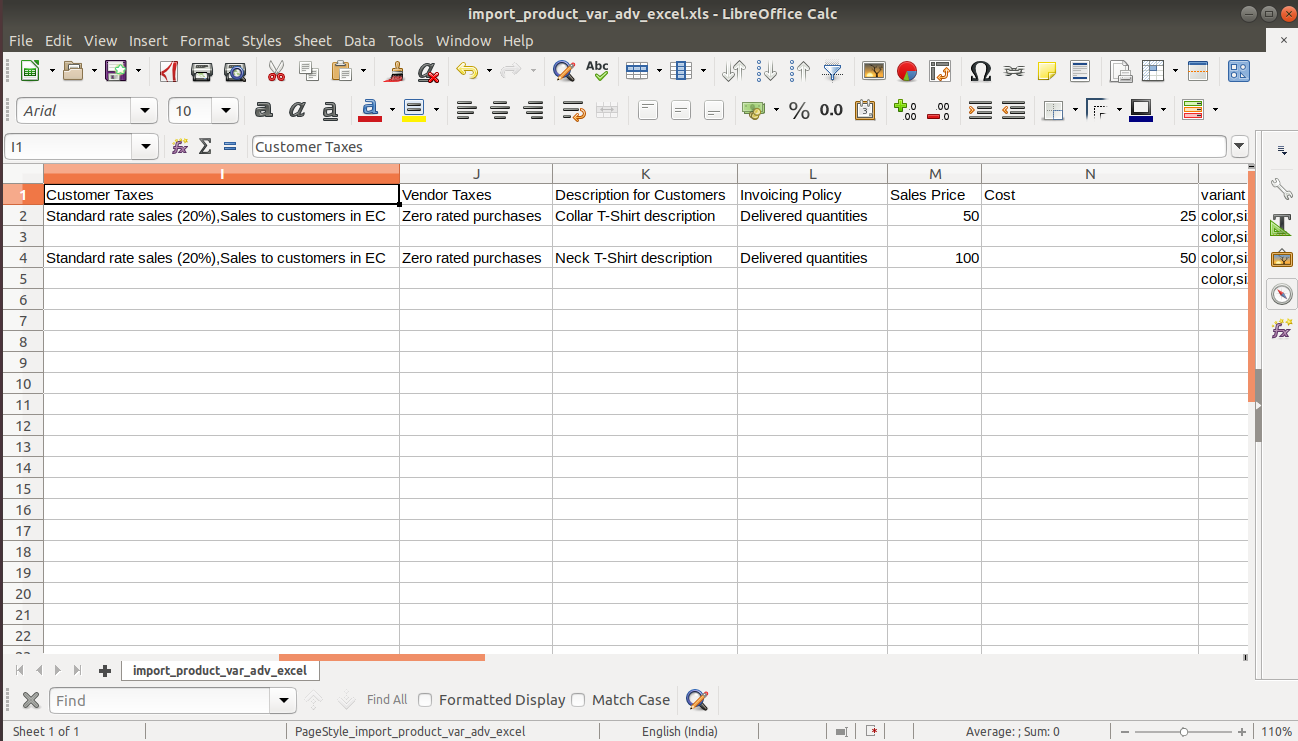 import_product_var_adv_excel.xls - LibreOffice Calc
File Edit View Insert Format Styles Sheet Data Tools Window Help
Abc
Arial 10 a a a a % 0.0 .00 .00
I1 Customer Taxes
I J K L M N
1 Customer Taxes Vendor Taxes Description for Customers Invoicing Policy Sales Price Cost variant
2 Standard rate sales (20%),Sales to customers in EC Zero rated purchases Collar T-Shirt description Delivered quantities 50 25 color,si
3 color,si
4 Standard rate sales (20%),Sales to customers in EC Zero rated purchases Neck T-Shirt description Delivered quantities 100 50 color,si
5 color,si
6
7
8
9
10
11
12
13
14
15
16
17
18
19
20
21
22
import_product_var_adv_excel
Find Find All Formatted Display Match Case
Sheet 1 of 1 PageStyle_import_product_var_adv_excel English (India) Average: ; Sum: 0 110%